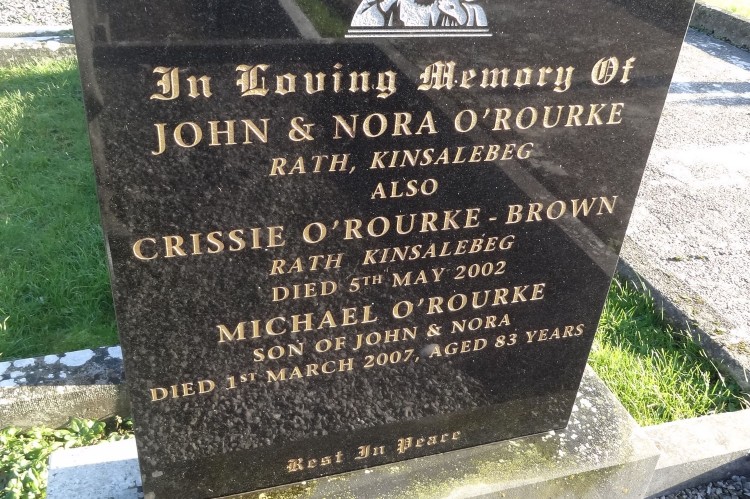 In Loving Memory Of
JOHN & NORA O'ROURKE
RATH, KINSALEBEG
ALSO
CRISSIE O'ROURKE - BROWN
RATH KINSALEBEG
DIED 5TH MAY 2002
MICHAEL O'ROURKE
SON OF JOHN & NORA
DIED 1ST MARCH 2007, AGED 83 YEARS
Rest In Peace